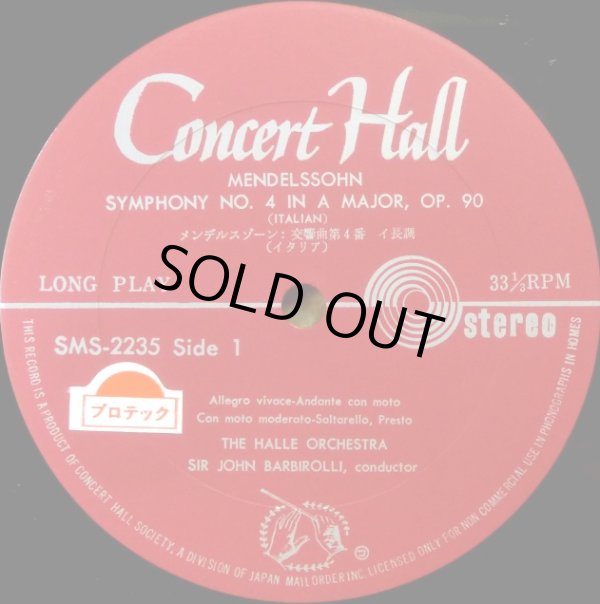 Concert Hall
MENDELSSOHN
SYMPHONY NO. 4 IN A MAJOR, OP. 90
(ITALIAN)
メンデルスゾーン: 交響曲第4番 イ長調
(イタリア)
LONG PLAY
33⅓RPM
SOLD OUT
stereo
SMS-2235 Side 1
プロテック
Allegro vivace-Andante con moto
Con moto moderato-Saltarello, Presto
THE HALLE ORCHESTRA
SIR JOHN BARBIROLLI, conductor
THIS RECORD IS A PRODUCT OF CONCERT HALL SOCIETY, A DIVISION OF JAPAN MAILORDER INC LICENSED ONLY FOR NON COMMERCIAL USE IN PHONOGRAPHS IN HOMES